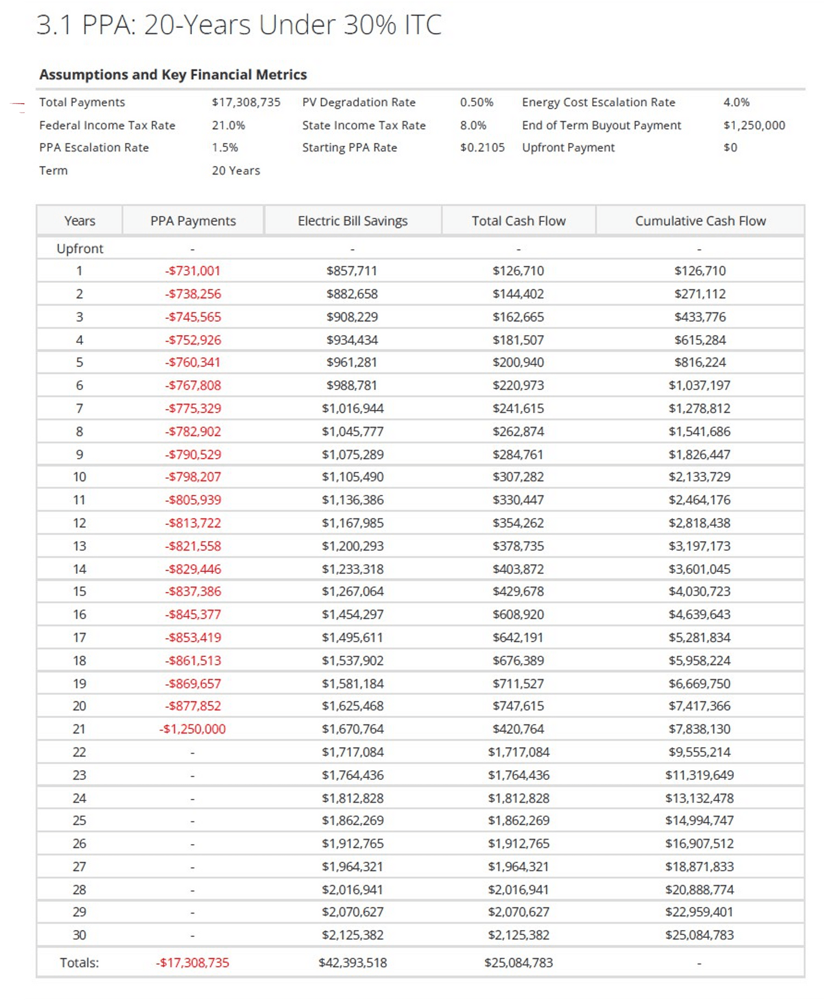 3.1 PPA: 20-Years Under 30% ITC
Assumptions and Key Financial Metrics
Total Payments $17,308,735 PV Degradation Rate 0.50% Energy Cost Escalation Rate 4.0%
Federal Income Tax Rate 21.0% State Income Tax Rate 8.0% End of Term Buyout Payment $1,250,000
PPA Escalation Rate 1.5% Starting PPA Rate $0.2105 Upfront Payment $0
Term 20 Years
Years PPA Payments Electric Bill Savings Total Cash Flow Cumulative Cash Flow
Upfront - - - -
1 -$731,001 $857,711 $126,710 $126,710
2 -$738,256 $882,658 $144,402 $271,112
3 -$745,565 $908,229 $162,665 $433,776
4 -$752,926 $934,434 $181,507 $615,284
5 -$760,341 $961,281 $200,940 $816,224
6 -$767,808 $988,781 $220,973 $1,037,197
7 -$775,329 $1,016,944 $241,615 $1,278,812
8 -$782,902 $1,045,777 $262,874 $1,541,686
9 -$790,529 $1,075,289 $284,761 $1,826,447
10 -$798,207 $1,105,490 $307,282 $2,133,729
11 -$805,939 $1,136,386 $330,447 $2,464,176
12 -$813,722 $1,167,985 $354,262 $2,818,438
13 -$821,558 $1,200,293 $378,735 $3,197,173
14 -$829,446 $1,233,318 $403,872 $3,601,045
15 -$837,386 $1,267,064 $429,678 $4,030,723
16 -$845,377 $1,454,297 $608,920 $4,639,643
17 -$853,419 $1,495,611 $642,191 $5,281,834
18 -$861,513 $1,537,902 $676,389 $5,958,224
19 -$869,657 $1,581,184 $711,527 $6,669,750
20 -$877,852 $1,625,468 $747,615 $7,417,366
21 -$1,250,000 $1,670,764 $420,764 $7,838,130
22 - $1,717,084 $1,717,084 $9,555,214
23 - $1,764,436 $1,764,436 $11,319,649
24 - $1,812,828 $1,812,828 $13,132,478
25 - $1,862,269 $1,862,269 $14,994,747
26 - $1,912,765 $1,912,765 $16,907,512
27 - $1,964,321 $1,964,321 $18,871,833
28 - $2,016,941 $2,016,941 $20,888,774
29 - $2,070,627 $2,070,627 $22,959,401
30 - $2,125,382 $2,125,382 $25,084,783
Totals: -$17,308,735 $42,393,518 $25,084,783 -